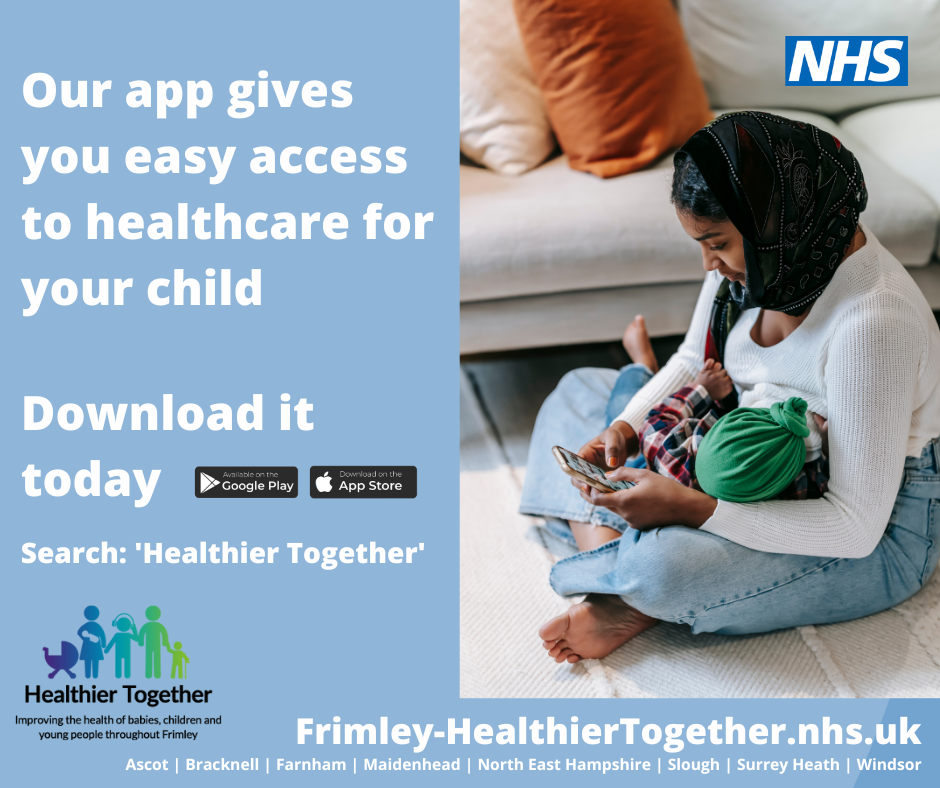 Our app gives
you easy access
to healthcare for
your child
Download it
today
Available on the
Google Play
Download on the
App Store
Search: 'Healthier Together'
Healthier Together
Improving the health of babies, children and
young people throughout Frimley
NHS
Frimley-HealthierTogether.nhs.uk
Ascot | Bracknell | Farnham | Maidenhead | North East Hampshire | Slough | Surrey Heath | Windsor